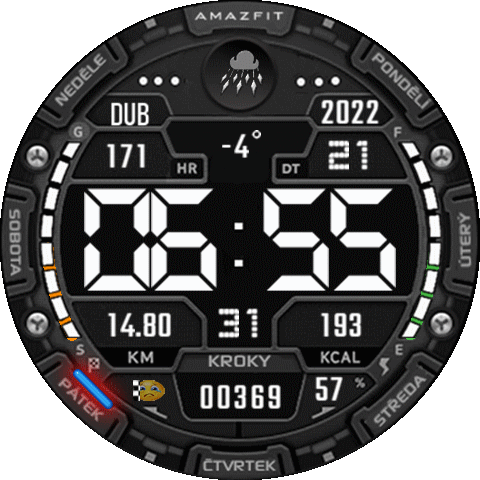 AMAZFIT
NEDĚLE
PONDĚLÍ
DUB
2022
G
F
171
HR
-4°
DT
21
SOBOTA
06:55
ÚTERÝ
14.80
31
193
S
KM
KROKY
KCAL
E
PÁTEK
00369
57 %
STŘEDA
ČTVRTEK